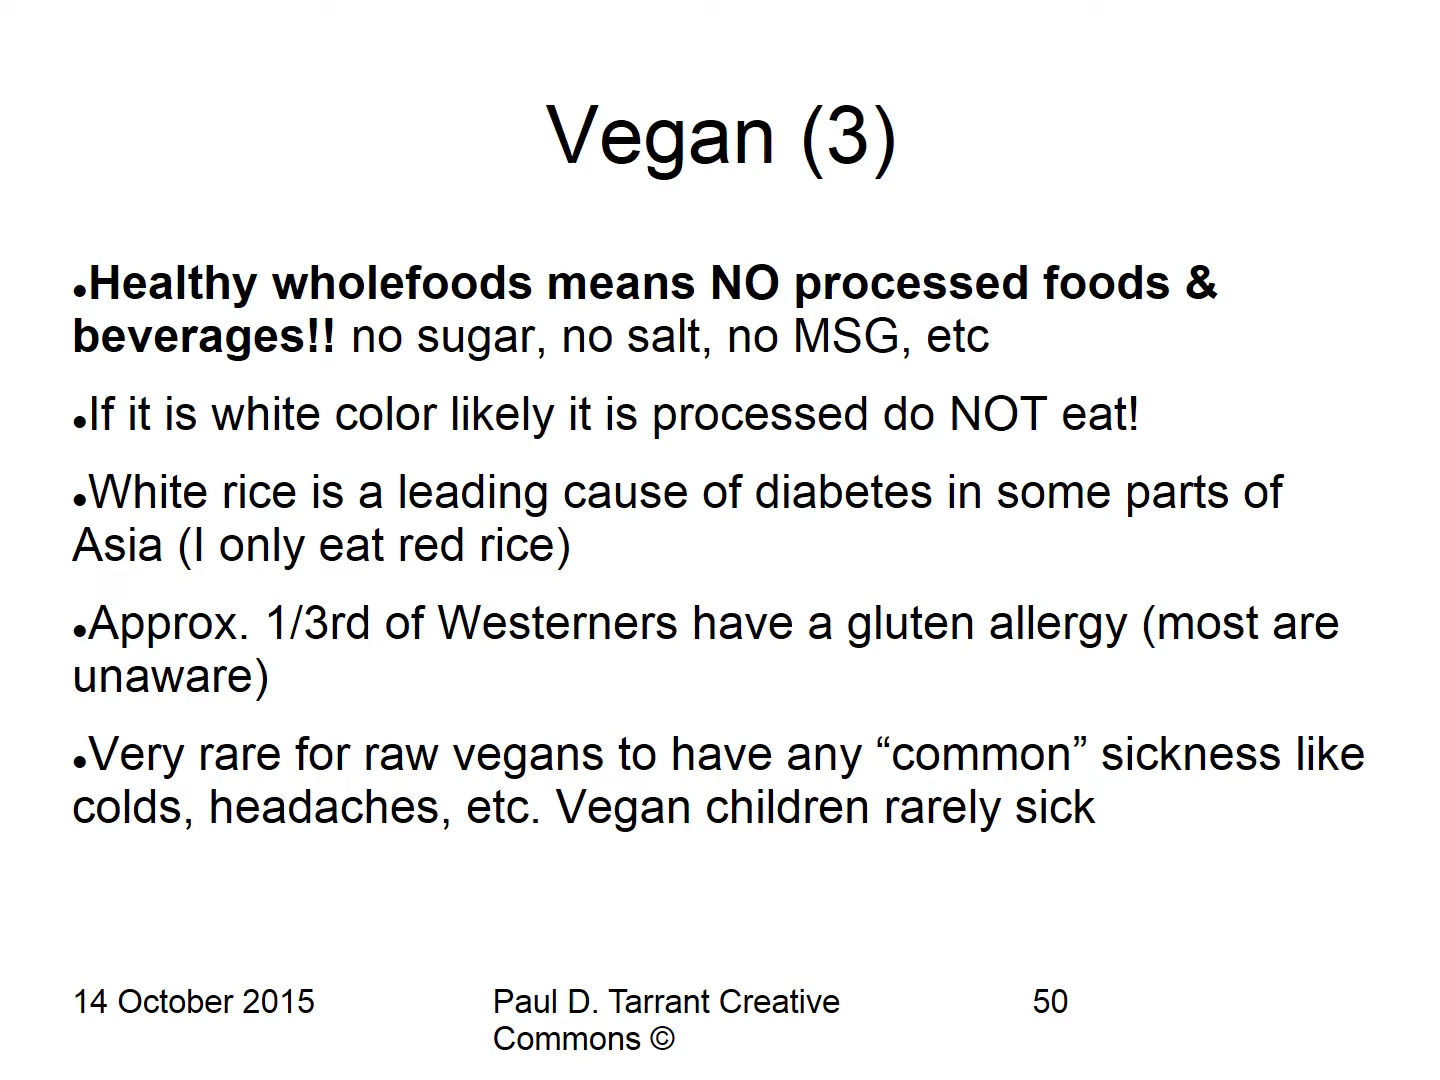 Vegan (3)
●Healthy wholefoods means NO processed foods &
beverages!! no sugar, no salt, no MSG, etc
●If it is white color likely it is processed do NOT eat!
●White rice is a leading cause of diabetes in some parts of
Asia (I only eat red rice)
●Approx. 1/3rd of Westerners have a gluten allergy (most are
unaware)
●Very rare for raw vegans to have any “common” sickness like
colds, headaches, etc. Vegan children rarely sick
14 October 2015
Paul D. Tarrant Creative
Commons ©
50